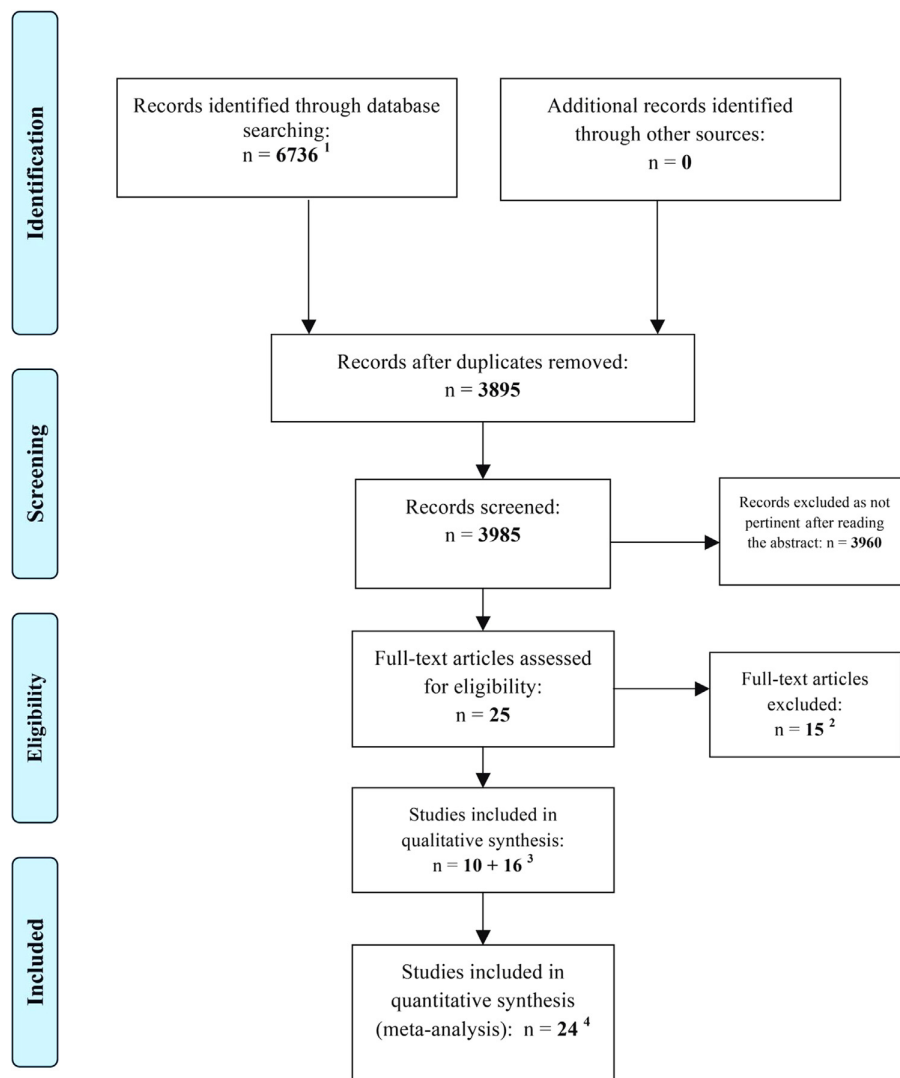 Identification
Records identified through database
searching:
n = 6736 1
Additional records identified
through other sources:
n = 0
Records after duplicates removed:
n = 3895
Screening
Records screened:
n = 3985
Records excluded as not
pertinent after reading
the abstract: n = 3960
Eligibility
Full-text articles assessed
for eligibility:
n = 25
Full-text articles
excluded:
n = 15 2
Studies included in
qualitative synthesis:
n = 10 + 16 3
Included
Studies included in
quantitative synthesis
(meta-analysis): n = 24 4